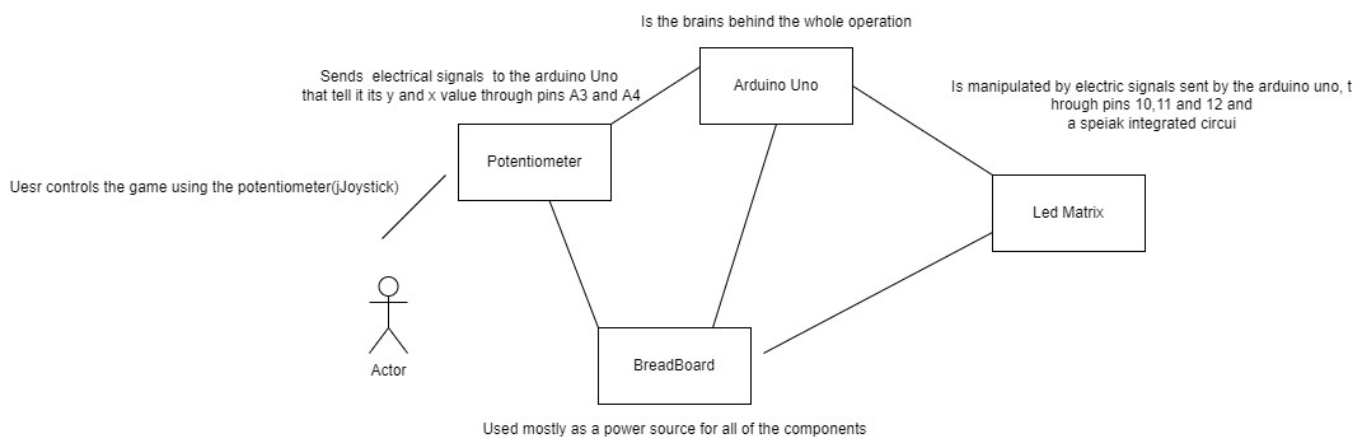 Is the brains behind the whole operation
Arduino Uno
Sends electrical signals to the arduino Uno
that tell it its y and x value through pins A3 and A4
Is manipulated by electric signals sent by the arduino uno, t
hrough pins 10,11 and 12 and
a speiak integrated circui
Potentiometer
Uesr controls the game using the potentiometer(jJoystick)
Led Matrix
Actor
BreadBoard
Used mostly as a power source for all of the components